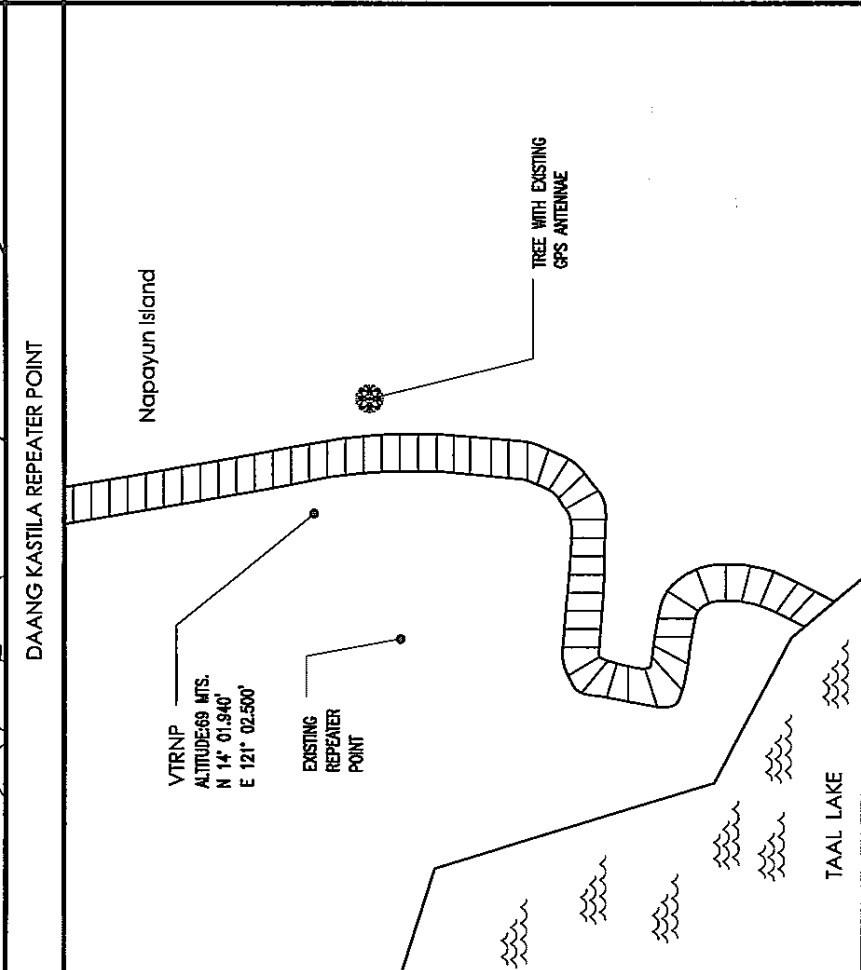 DAANG KASTILA REPEATER POINT
Napayun Island
VTRNP
ALTITUDE:69 MTS.
N 14° 01.940'
E 121° 02.500'
EXISTING
REPEATER
POINT
TREE WITH EXISTING
GPS ANTENNAE
TAAL LAKE